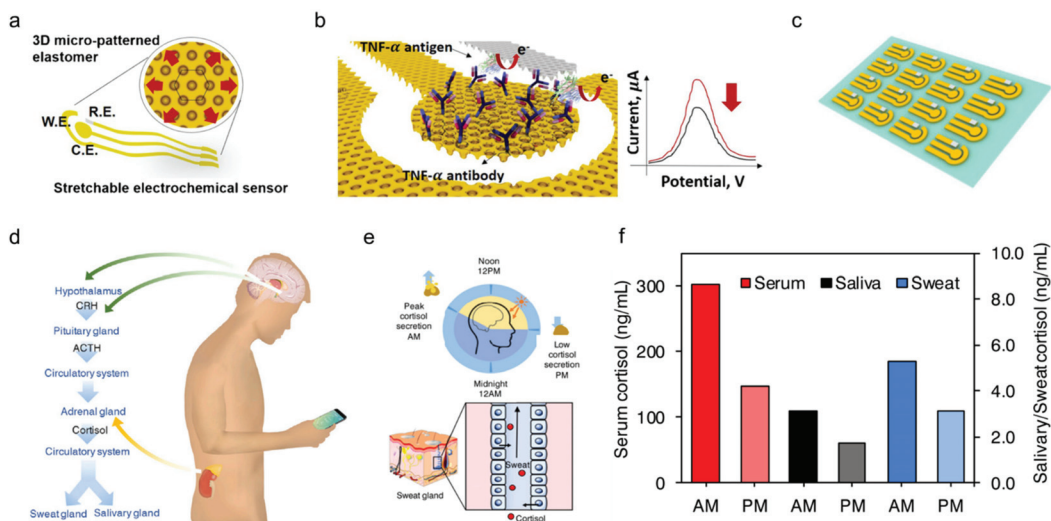 a
3D micro-patterned
elastomer
R.E.
W.E.
C.E.
Stretchable electrochemical sensor
b
TNF-α antigen
e-
e-
TNF-α antibody
Current, µA
Potential, V
c
d
Hypothalamus
CRH
Pituitary gland
ACTH
Circulatory system
Adrenal gland
Cortisol
Circulatory system
Sweat gland Salivary gland
e
Noon
12PM
Peak
cortisol
secretion
AM
Low
cortisol
secretion
PM
Midnight
12AM
Sweat
Sweat gland
Cortisol
f
Serum cortisol (ng/mL)
300
200
100
0
Serum
Saliva
Sweat
AM PM AM PM AM PM
10.0
8.0
6.0
4.0
2.0
0.0
Salivary/Sweat cortisol (ng/mL)